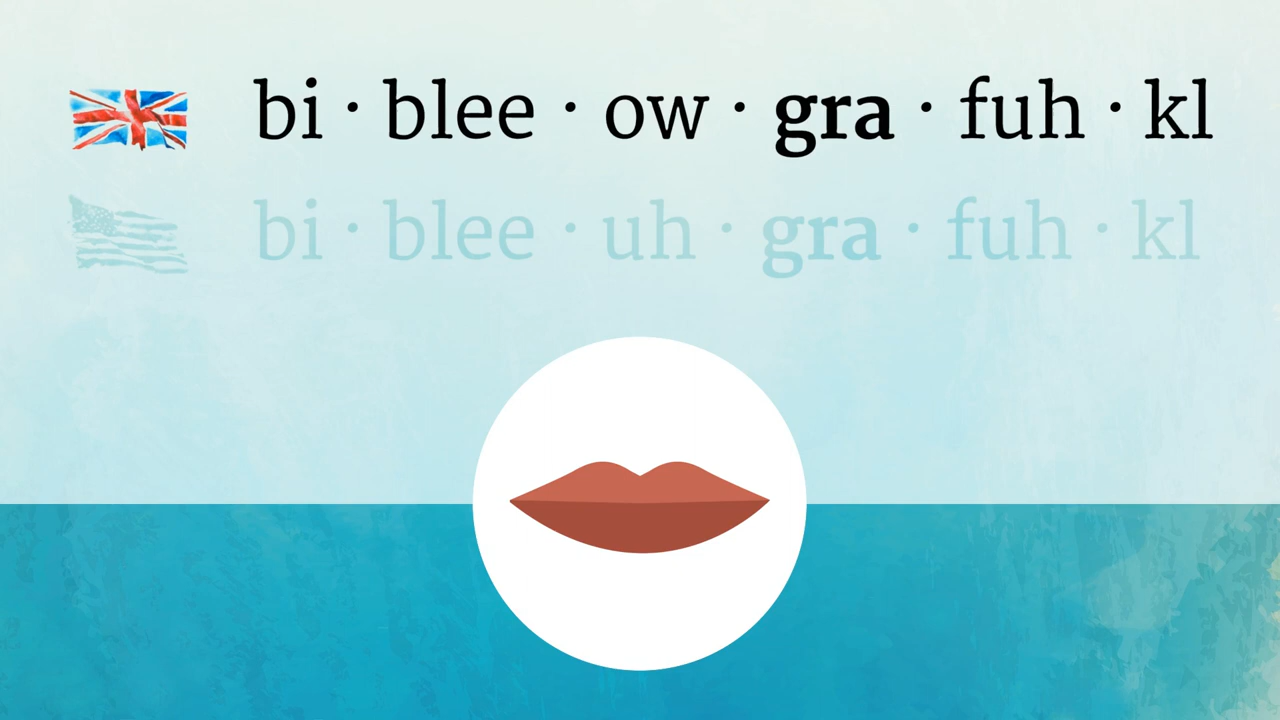 bi · blee · ow · gra · fuh · kl
bi · blee · uh · gra · fuh · kl